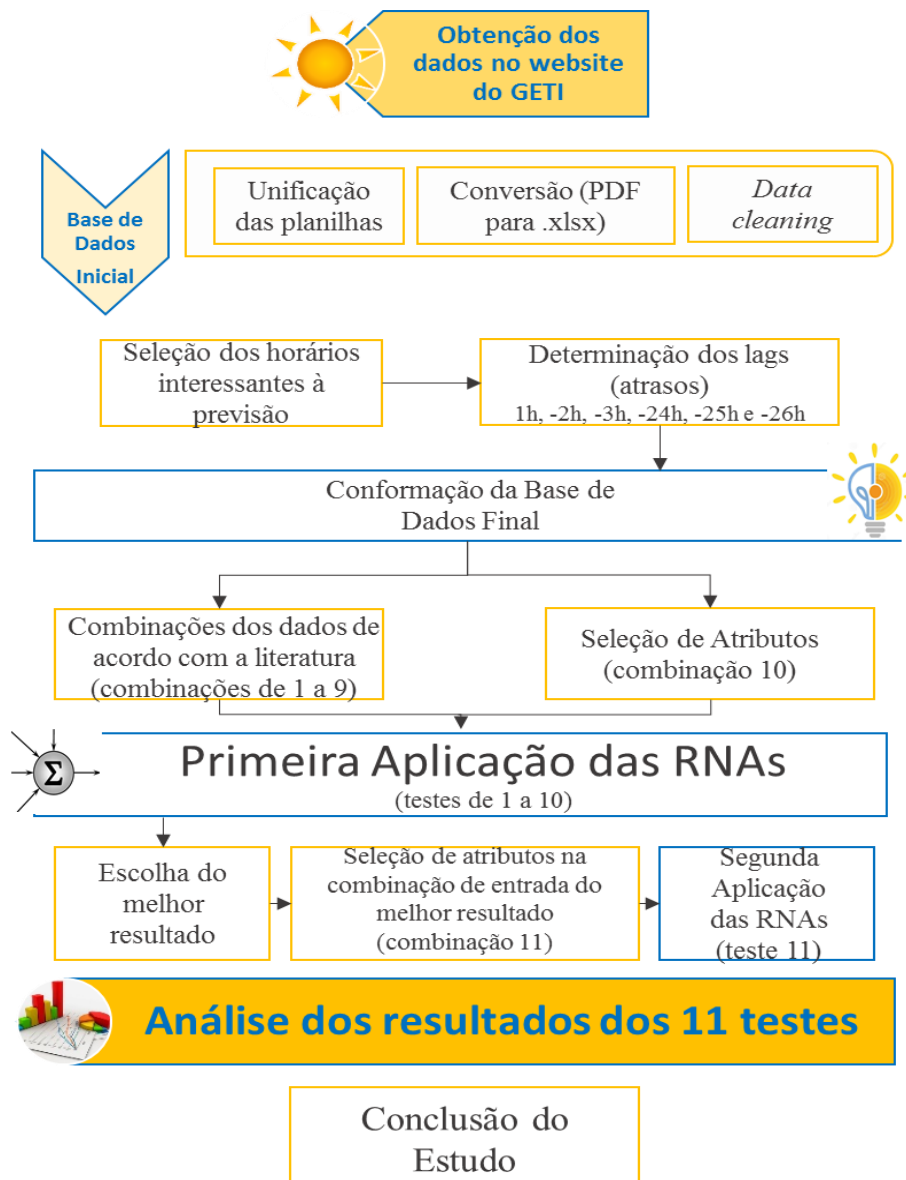 Obtenção dos
dados no website
do GETI
Base de
Dados
Inicial
Unificação
das planilhas
Conversão (PDF
para .xlsx)
Data
cleaning
Seleção dos horários
interessantes à
previsão
Determinação dos lags
(atrasos)
1h, -2h, -3h, -24h, -25h e -26h
Conformação da Base de
Dados Final
Combinações dos dados de
acordo com a literatura
(combinações de 1 a 9)
Seleção de Atributos
(combinação 10)
Σ
Primeira Aplicação das RNAs
(testes de 1 a 10)
Escolha do
melhor
resultado
Seleção de atributos na
combinação de entrada do
melhor resultado
(combinação 11)
Segunda
Aplicação
das RNAs
(teste 11)
Análise dos resultados dos 11 testes
Conclusão do
Estudo